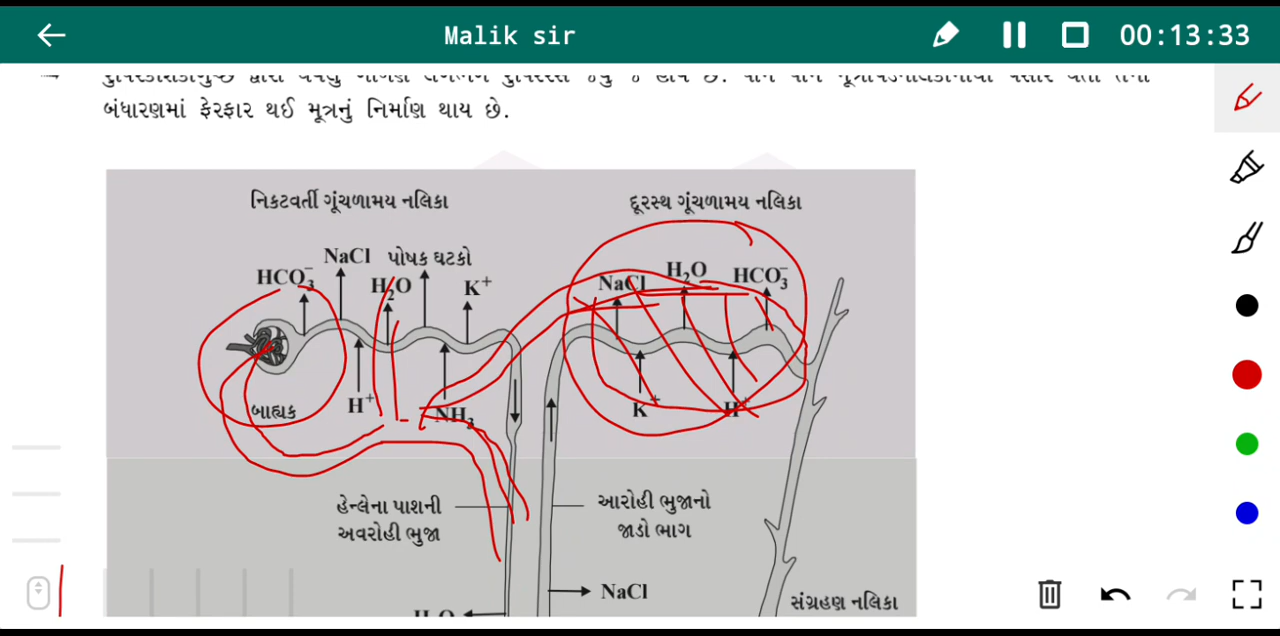 Malik sir
00:13:33
બંધારણમાં ફેરફાર થઈ મૂત્રનું નિર્માણ થાય છે.
નિકટવર્તી ગૂંચળામય નલિકા
દૂરસ્થ ગૂંચળામય નલિકા
HCO₃⁻ NaCl H₂O પોષક ઘટકો K⁺
NaCl H₂O HCO₃⁻
બાહ્યક H⁺ NH₃
K⁺ H⁺
હેન્લેના પાશની
અવરોહી ભુજા
આરોહી ભુજાનો
જાડો ભાગ
NaCl
સંગ્રહણ નલિકા
H₂O